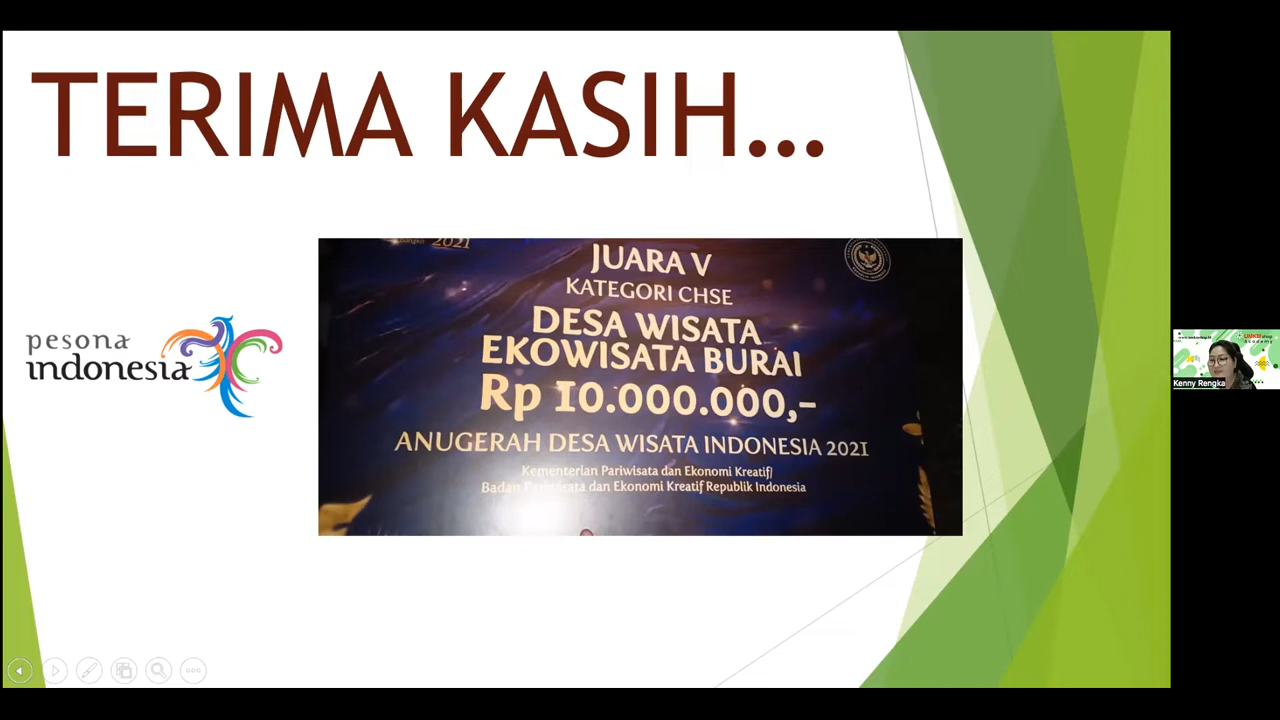 TERIMA KASIH...
2021
JUARA V
KATEGORI CHSE
DESA WISATA
EKOWISATA BURAI
Rp 10.000.000,-
ANUGERAH DESA WISATA INDONESIA 2021
Kementerian Pariwisata dan Ekonomi Kreatif/
Badan Pariwisata dan Ekonomi Kreatif Republik Indonesia
pesona
indonesia
Kenny Rengka